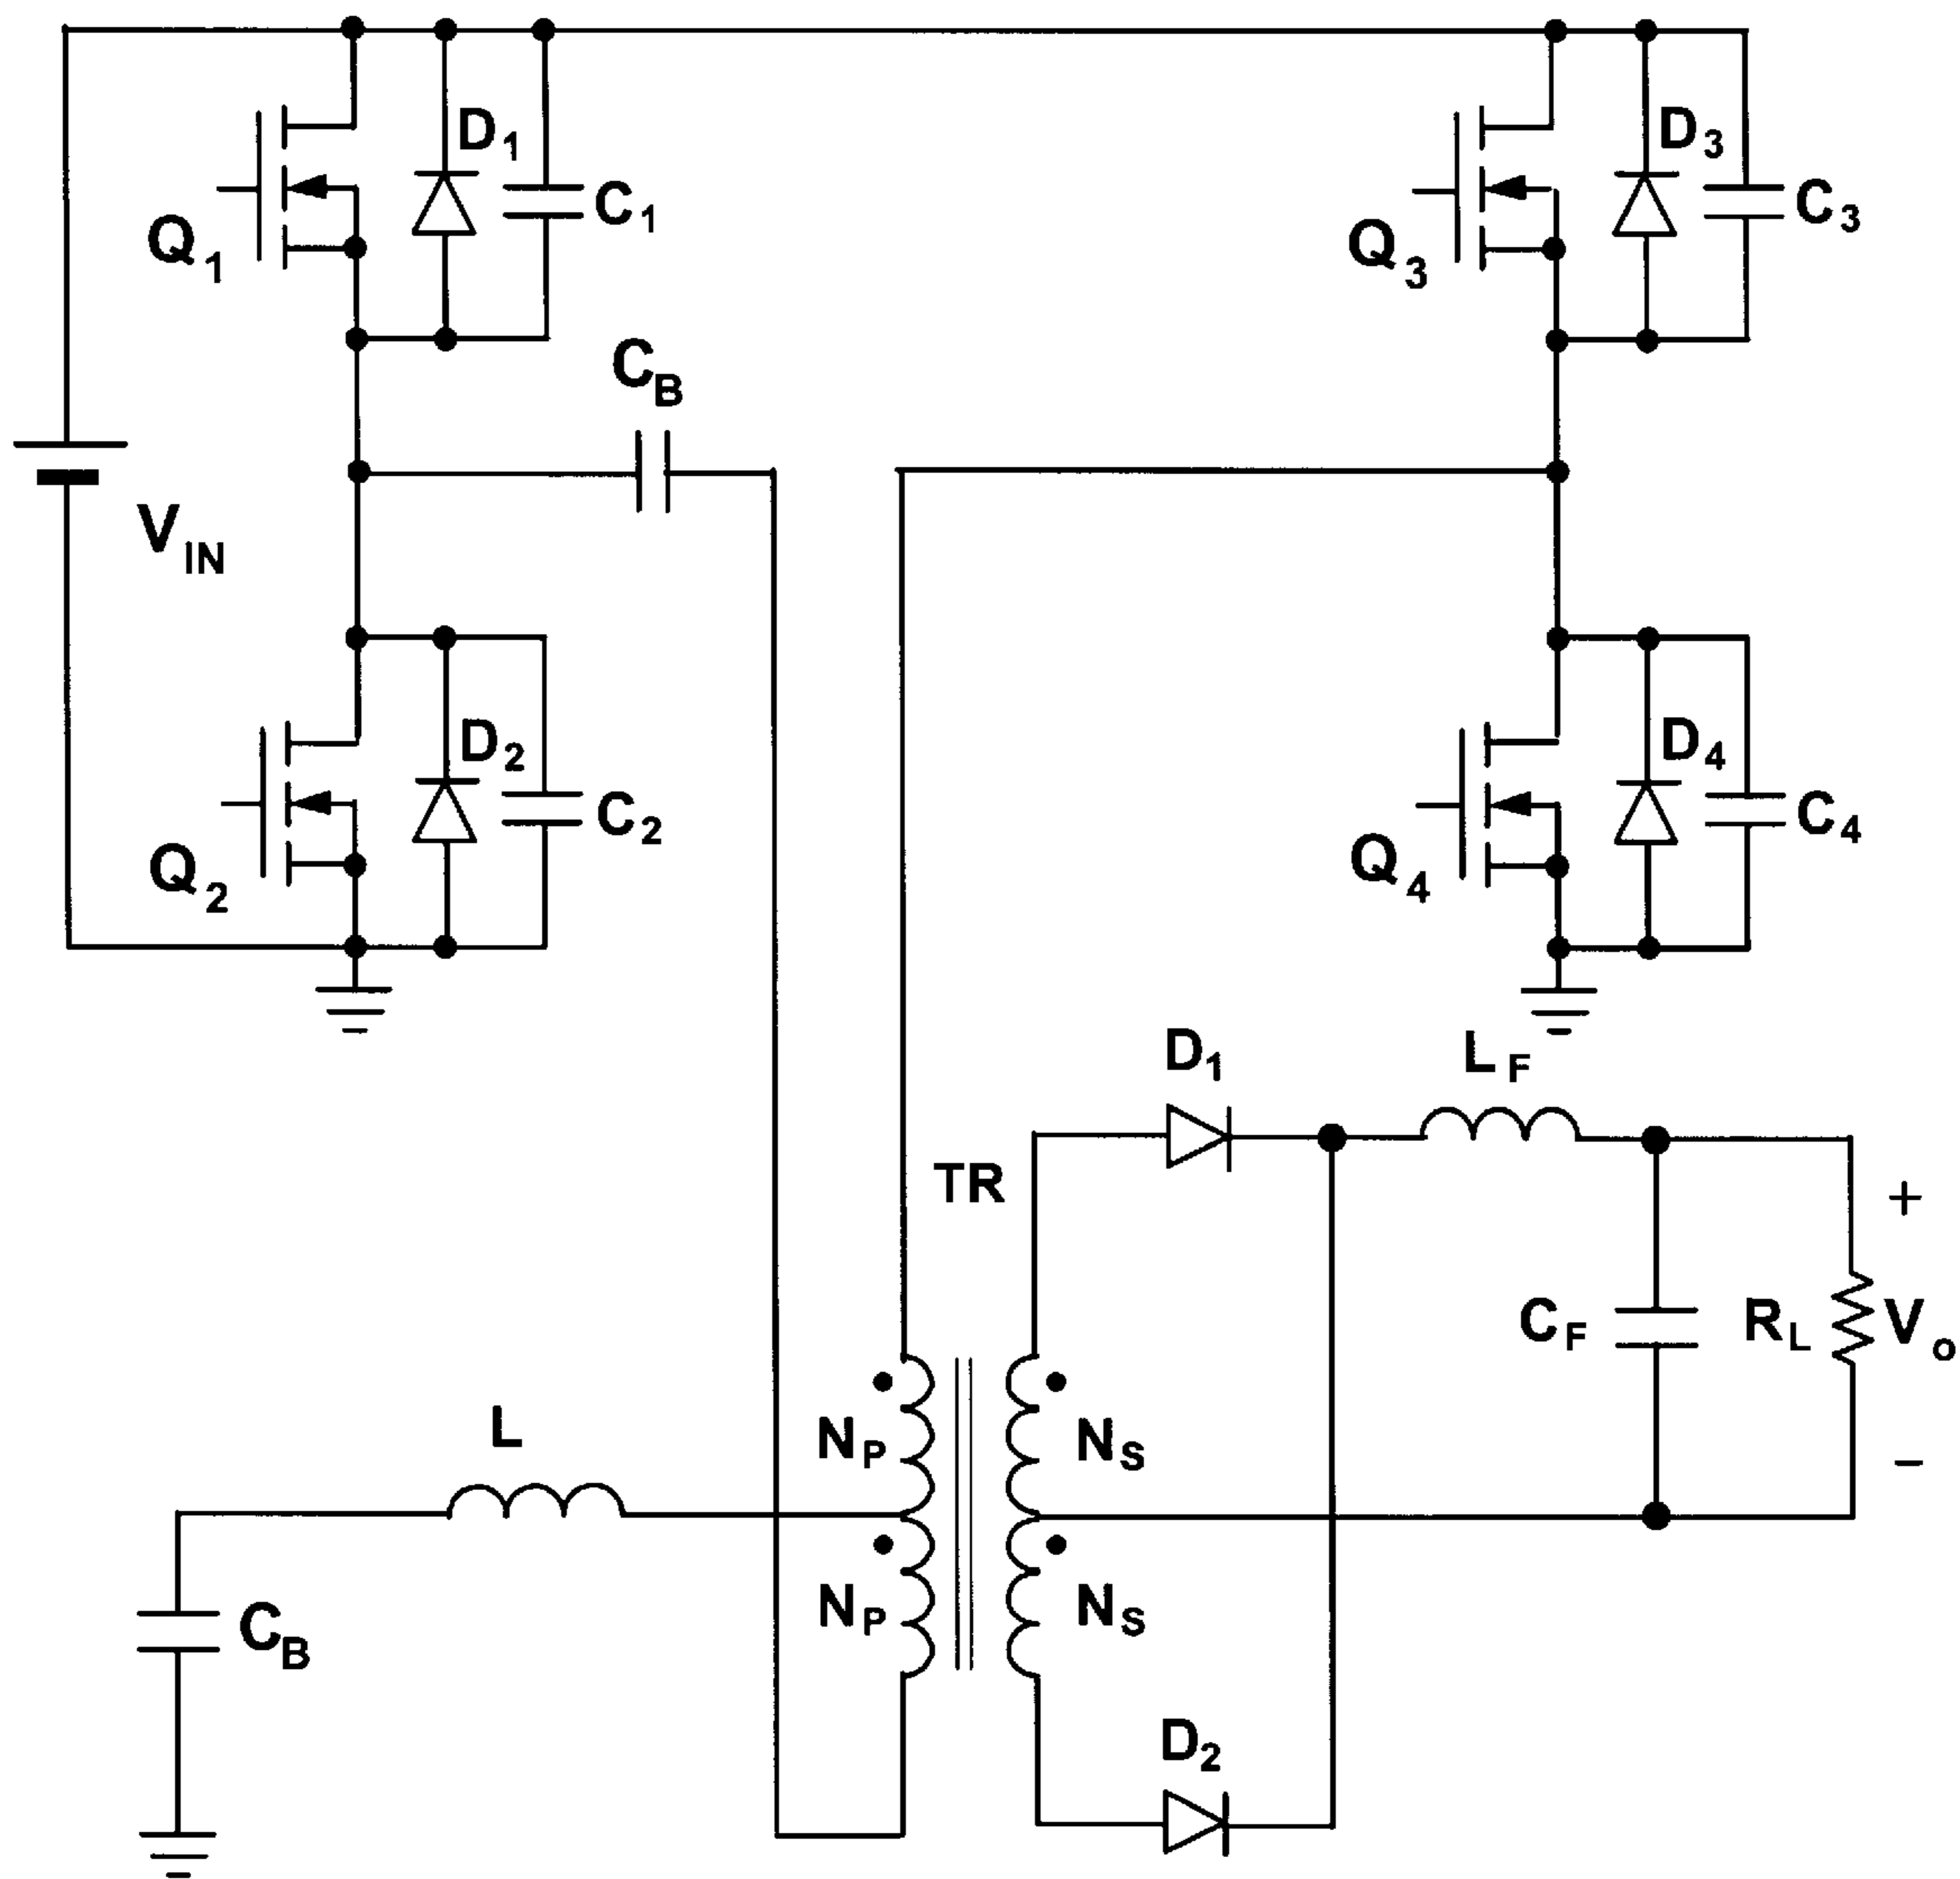 D1
C1
Q1
D3
C3
Q3
CB
VIN
D2
C2
Q2
D4
C4
Q4
D1
LF
TR
+
CF
RL
Vo
L
NP
NS
−
CB
NP
NS
D2